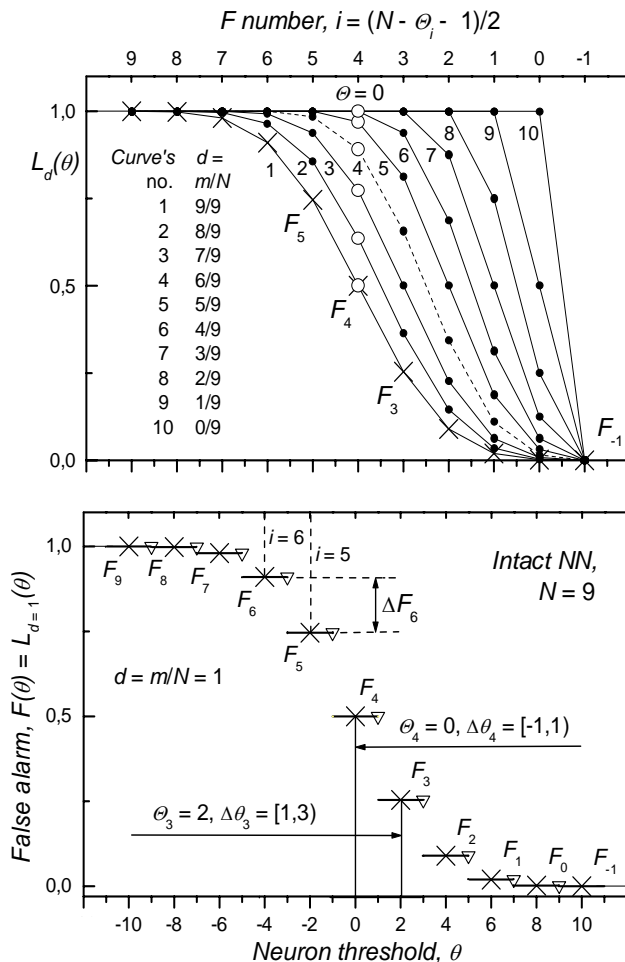 F number, i = (N - Θi - 1)/2
9 8 7 6 5 4 3 2 1 0 -1
Θ = 0
1,0
Ld(θ)
0,5
0,0
Curve's no. d = m/N
1 9/9
2 8/9
3 7/9
4 6/9
5 5/9
6 4/9
7 3/9
8 2/9
9 1/9
10 0/9
1 2 3 4 5 6 7 8 9 10
F5
F4
F3
F-1
1,0
0,5
0,0
False alarm, F(θ) = Ld = 1(θ)
i = 6
i = 5
Intact NN,
N = 9
F9 F8 F7
F6
ΔF6
F5
d = m/N = 1
F4
Θ4 = 0, Δθ4 = [-1,1)
F3
Θ3 = 2, Δθ3 = [1,3)
F2
F1 F0 F-1
-10 -8 -6 -4 -2 0 2 4 6 8 10
Neuron threshold, θ